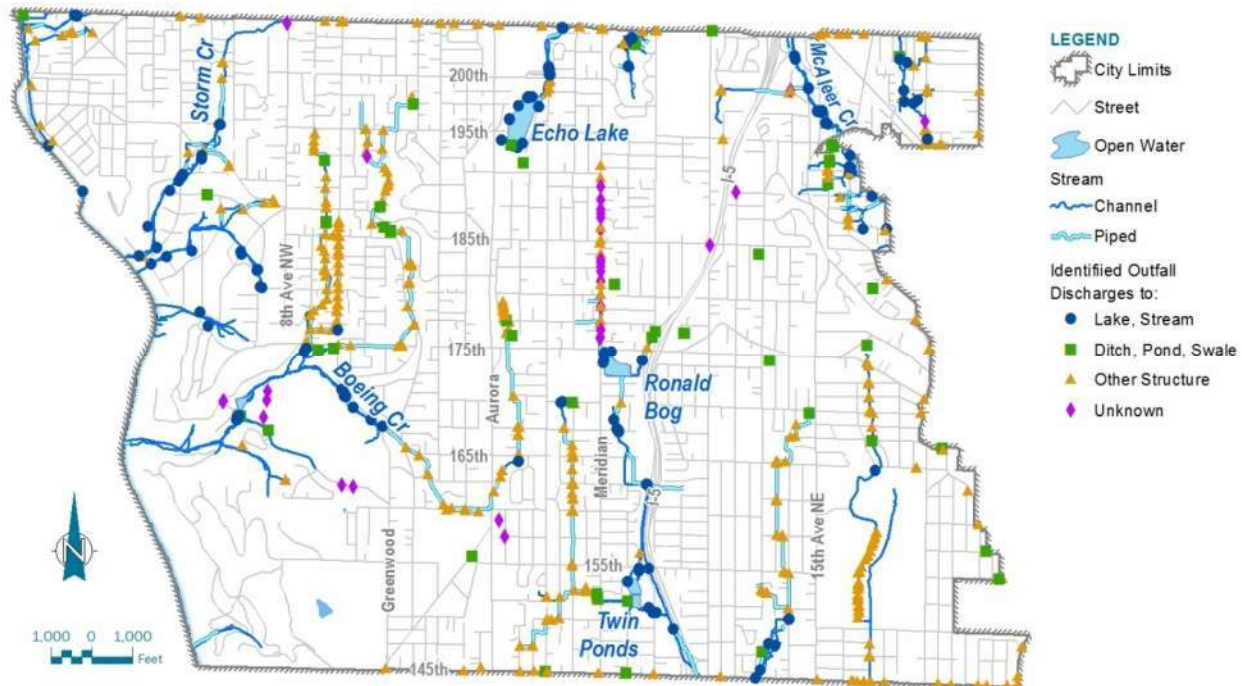 Storm Cr
200th
McAleer Cr
195th
Echo Lake
I-5
185th
8th Ave NW
175th
Boeing Cr
Aurora
Ronald
Bog
165th
Meridian
I-5
Greenwood
155th
15th Ave NE
Twin
Ponds
145th
N
1,000 0 1,000
Feet
LEGEND
City Limits
Street
Open Water
Stream
Channel
Piped
Identifiied Outfall
Discharges to:
Lake, Stream
Ditch, Pond, Swale
Other Structure
Unknown